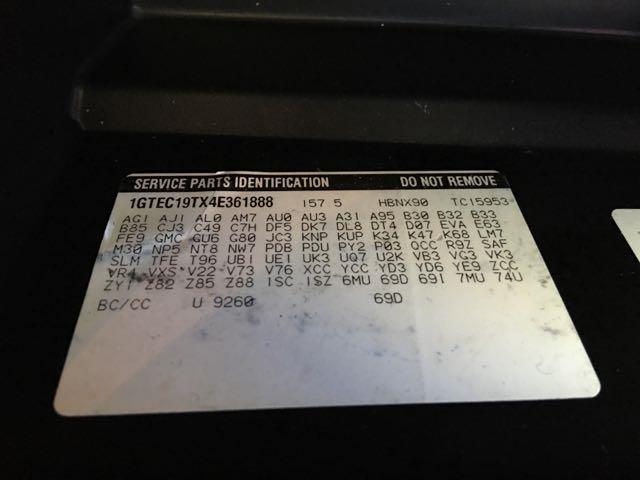 SERVICE PARTS IDENTIFICATION DO NOT REMOVE
1GTEC19TX4E361888 157 5 HBNX90 TC15953
AG1 AJ1 AL0 AM7 AU0 AU3 A31 A95 B30 B32 B33
B85 CJ3 C49 C7H DF5 DK7 DL8 DT4 D07 EVA E63
FE9 GMC GU6 G80 JC3 KNP KUP K34 K47 K68 LM7
M30 NP5 NT8 NW7 PDB PDU PY2 P03 OCC R9Z SAF
SLM TFE T96 UB1 UE1 UK3 UQ7 U2K VB3 VG3 VK3
VR4 VXS V22 V73 V76 XCC YCC YD3 YD6 YE9 ZCC
ZY1 Z82 Z85 Z88 1SC 1SZ 6MU 69D 691 7MU 74U
BC/CC U 9260 69D